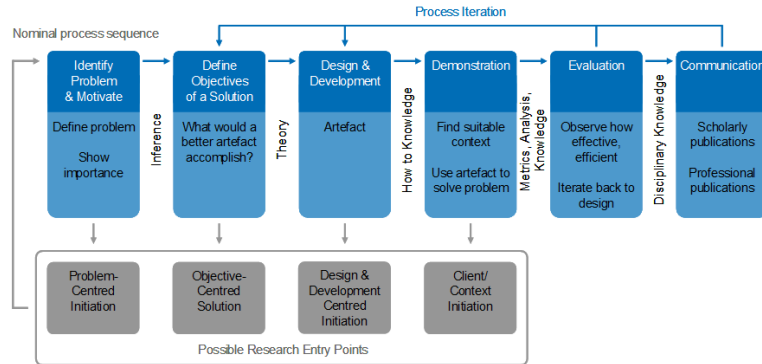 Process Iteration
Nominal process sequence
Identify
Problem
& Motivate
Define problem
Show
importance
Inference
Define
Objectives
of a Solution
What would a
better artefact
accomplish?
Theory
Design &
Development
Artefact
How to Knowledge
Demonstration
Find suitable
context
Use artefact to
solve problem
Metrics, Analysis,
Knowledge
Evaluation
Observe how
effective,
efficient
Iterate back to
design
Disciplinary Knowledge
Communication
Scholarly
publications
Professional
publications
Problem-
Centred
Initiation
Objective-
Centred
Solution
Design &
Development
Centred
Initiation
Client/
Context
Initiation
Possible Research Entry Points